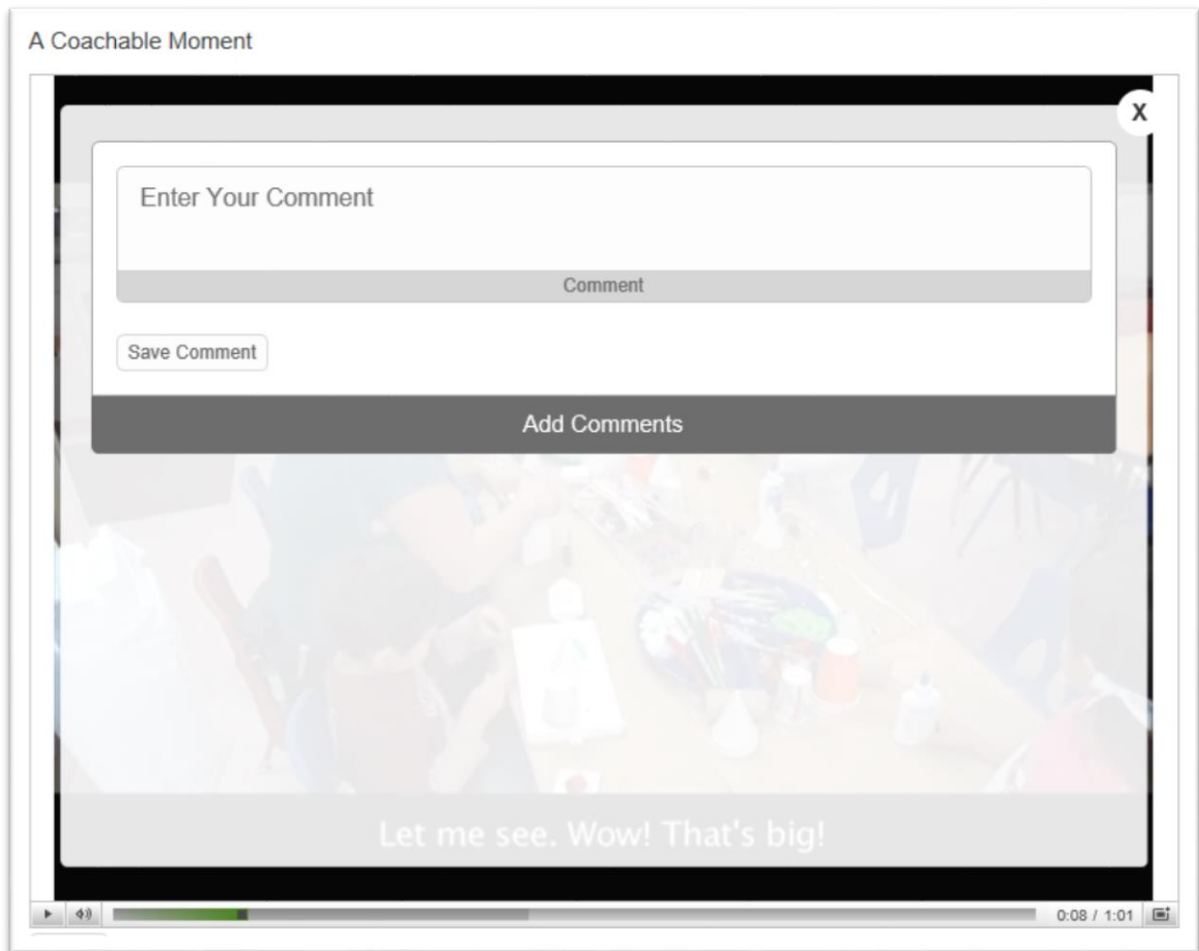 A Coachable Moment
X
Enter Your Comment
Comment
Save Comment
Add Comments
Let me see. Wow! That's big!
0:08 / 1:01